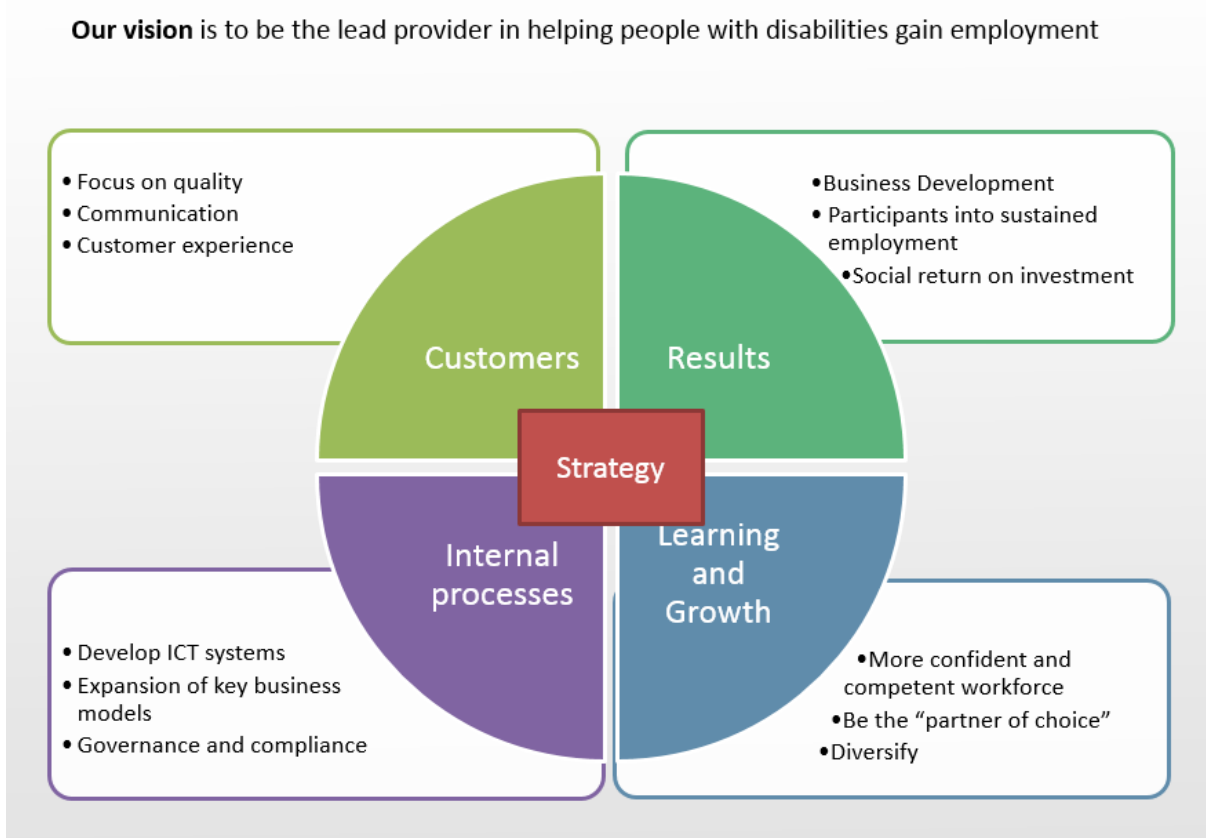 Our vision is to be the lead provider in helping people with disabilities gain employment
• Focus on quality
• Communication
• Customer experience
•Business Development
• Participants into sustained
employment
•Social return on investment
Customers
Results
Strategy
Internal
processes
Learning
and
Growth
• Develop ICT systems
• Expansion of key business
models
• Governance and compliance
•More confident and
competent workforce
•Be the “partner of choice”
•Diversify